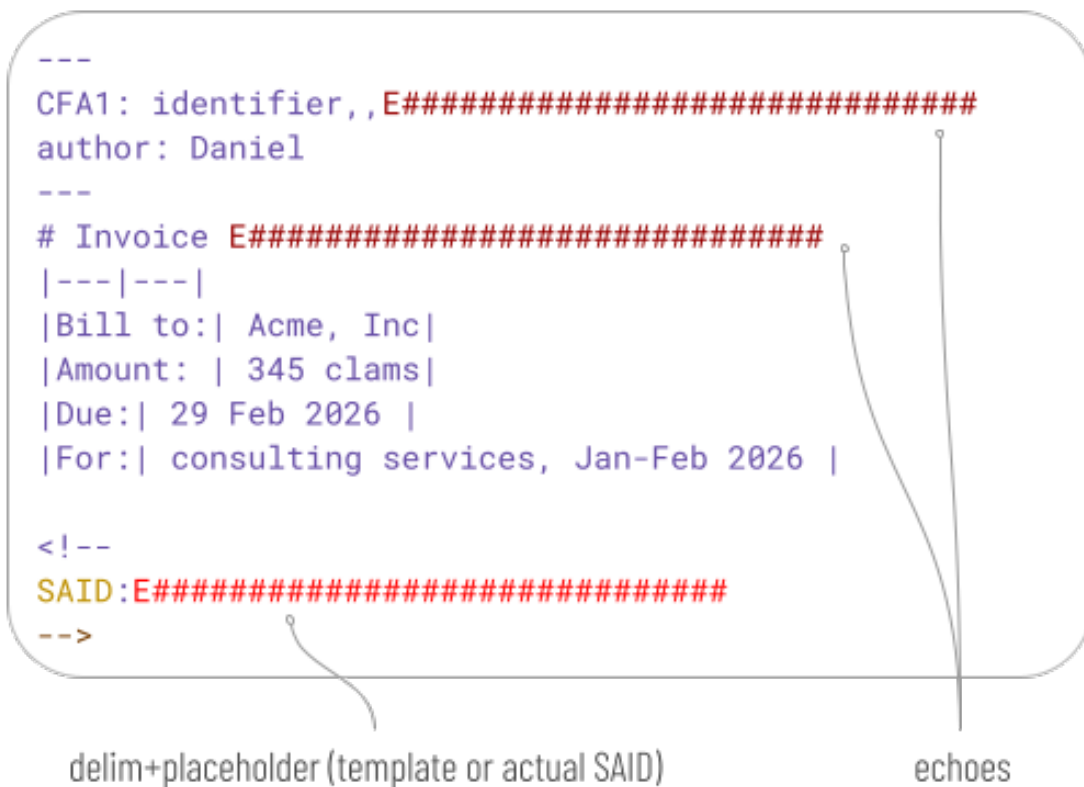 ---
CFA1: identifier,,E##############################
author: Daniel
---
# Invoice E##############################
|---|---|
|Bill to:| Acme, Inc|
|Amount: | 345 clams|
|Due:| 29 Feb 2026 |
|For:| consulting services, Jan-Feb 2026 |
<!--
SAID:E##############################
-->
delim+placeholder (template or actual SAID)
echoes